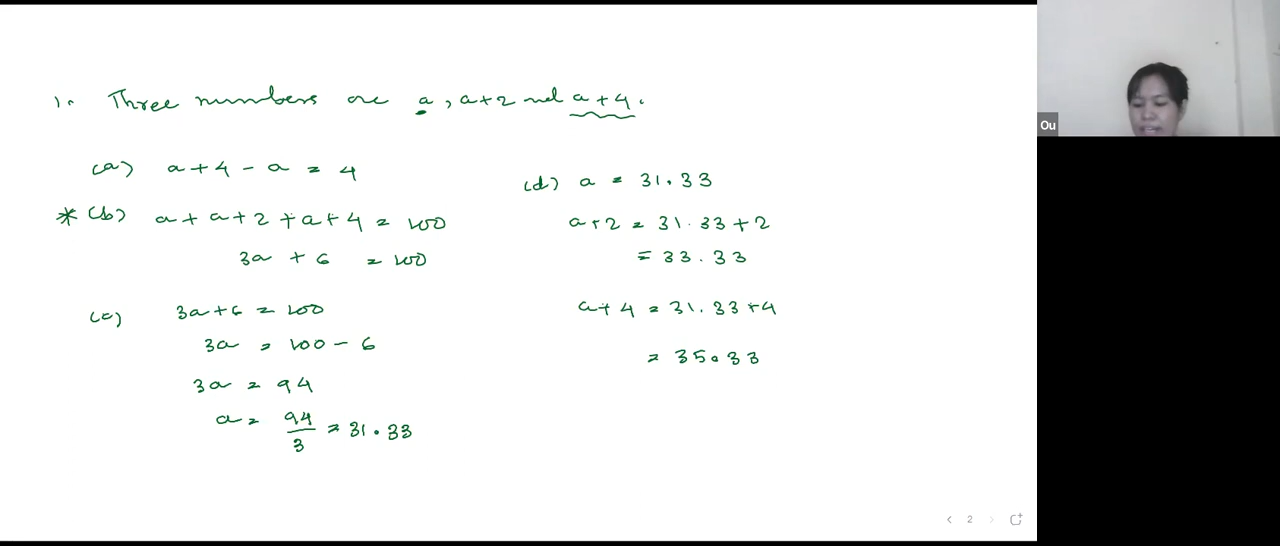 1. Three numbers are a, a+2 and a+4.
(a) a + 4 - a = 4
* (b) a + a + 2 + a + 4 = 100
3a + 6 = 100
(c) 3a + 6 = 100
3a = 100 - 6
3a = 94
a = 94/3 = 31.33
(d) a = 31.33
a + 2 = 31.33 + 2
= 33.33
a + 4 = 31.33 + 4
= 35.33
Ou
2